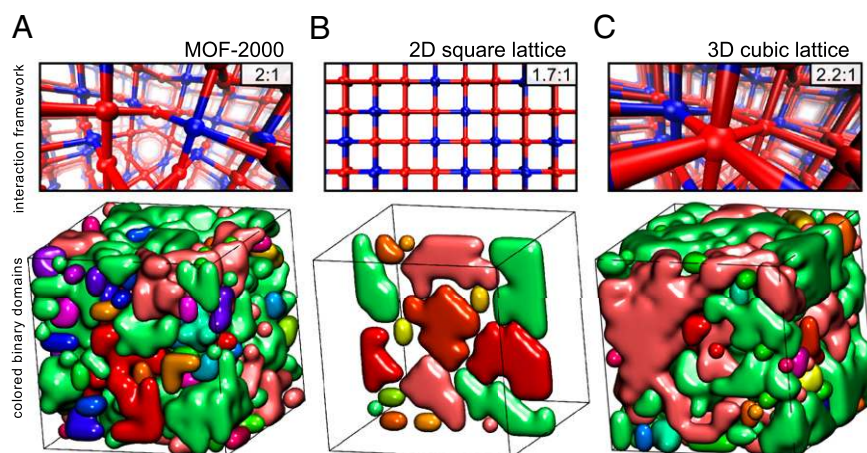 A
MOF-2000
B
2D square lattice
C
3D cubic lattice
interaction framework
2:1
1.7:1
2.2:1
colored binary domains